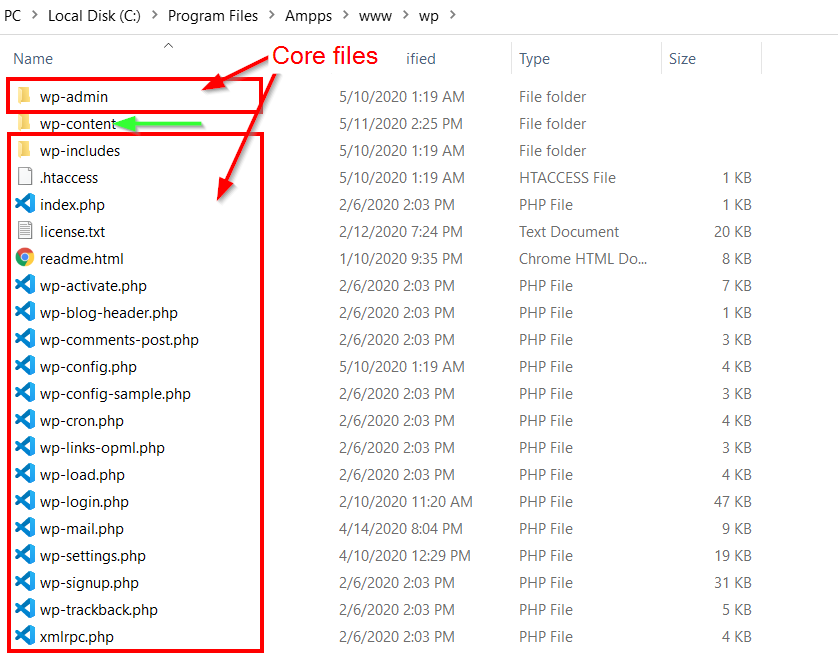 PC > Local Disk (C:) > Program Files > Ampps > www > wp >
Name Core files ified Type Size
wp-admin 5/10/2020 1:19 AM File folder
wp-content 5/11/2020 2:25 PM File folder
wp-includes 5/10/2020 1:19 AM File folder
.htaccess 5/10/2020 1:19 AM HTACCESS File 1 KB
index.php 2/6/2020 2:03 PM PHP File 1 KB
license.txt 2/12/2020 7:24 PM Text Document 20 KB
readme.html 1/10/2020 9:35 PM Chrome HTML Do... 8 KB
wp-activate.php 2/6/2020 2:03 PM PHP File 7 KB
wp-blog-header.php 2/6/2020 2:03 PM PHP File 1 KB
wp-comments-post.php 2/6/2020 2:03 PM PHP File 3 KB
wp-config.php 5/10/2020 1:19 AM PHP File 4 KB
wp-config-sample.php 2/6/2020 2:03 PM PHP File 3 KB
wp-cron.php 2/6/2020 2:03 PM PHP File 4 KB
wp-links-opml.php 2/6/2020 2:03 PM PHP File 3 KB
wp-load.php 2/6/2020 2:03 PM PHP File 4 KB
wp-login.php 2/10/2020 11:20 AM PHP File 47 KB
wp-mail.php 4/14/2020 8:04 PM PHP File 9 KB
wp-settings.php 4/10/2020 12:29 PM PHP File 19 KB
wp-signup.php 2/6/2020 2:03 PM PHP File 31 KB
wp-trackback.php 2/6/2020 2:03 PM PHP File 5 KB
xmlrpc.php 2/6/2020 2:03 PM PHP File 4 KB